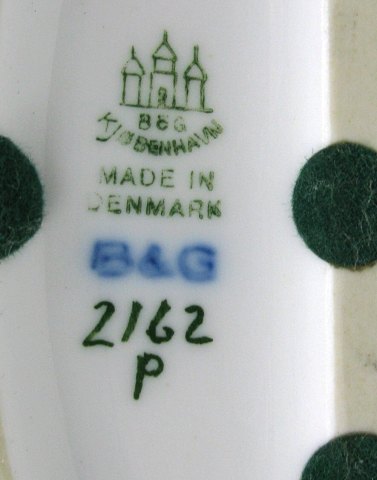 B&G
KJØBENHAVN
MADE IN
DENMARK
B&G
2162
P